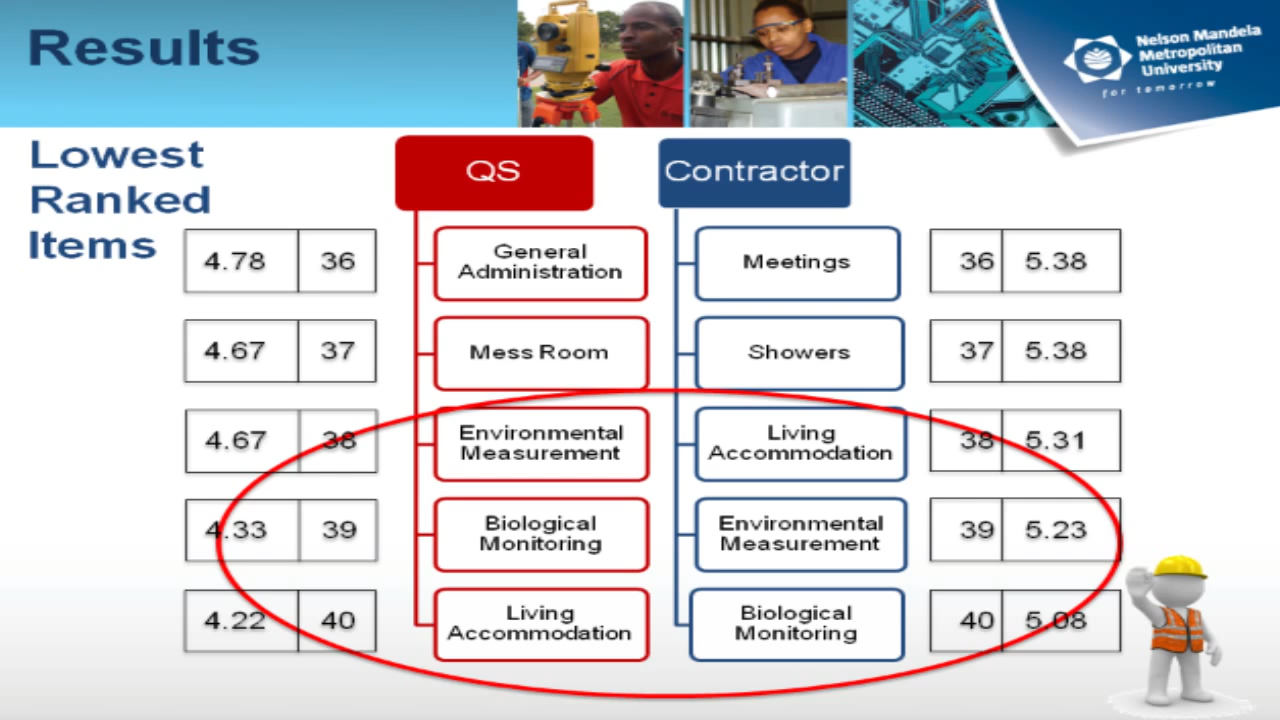 Results
Nelson Mandela
Metropolitan
University
for tomorrow
Lowest
Ranked
Items
QS
Contractor
4.78 36 General Administration Meetings 36 5.38
4.67 37 Mess Room Showers 37 5.38
4.67 38 Environmental Measurement Living Accommodation 38 5.31
4.33 39 Biological Monitoring Environmental Measurement 39 5.23
4.22 40 Living Accommodation Biological Monitoring 40 5.08